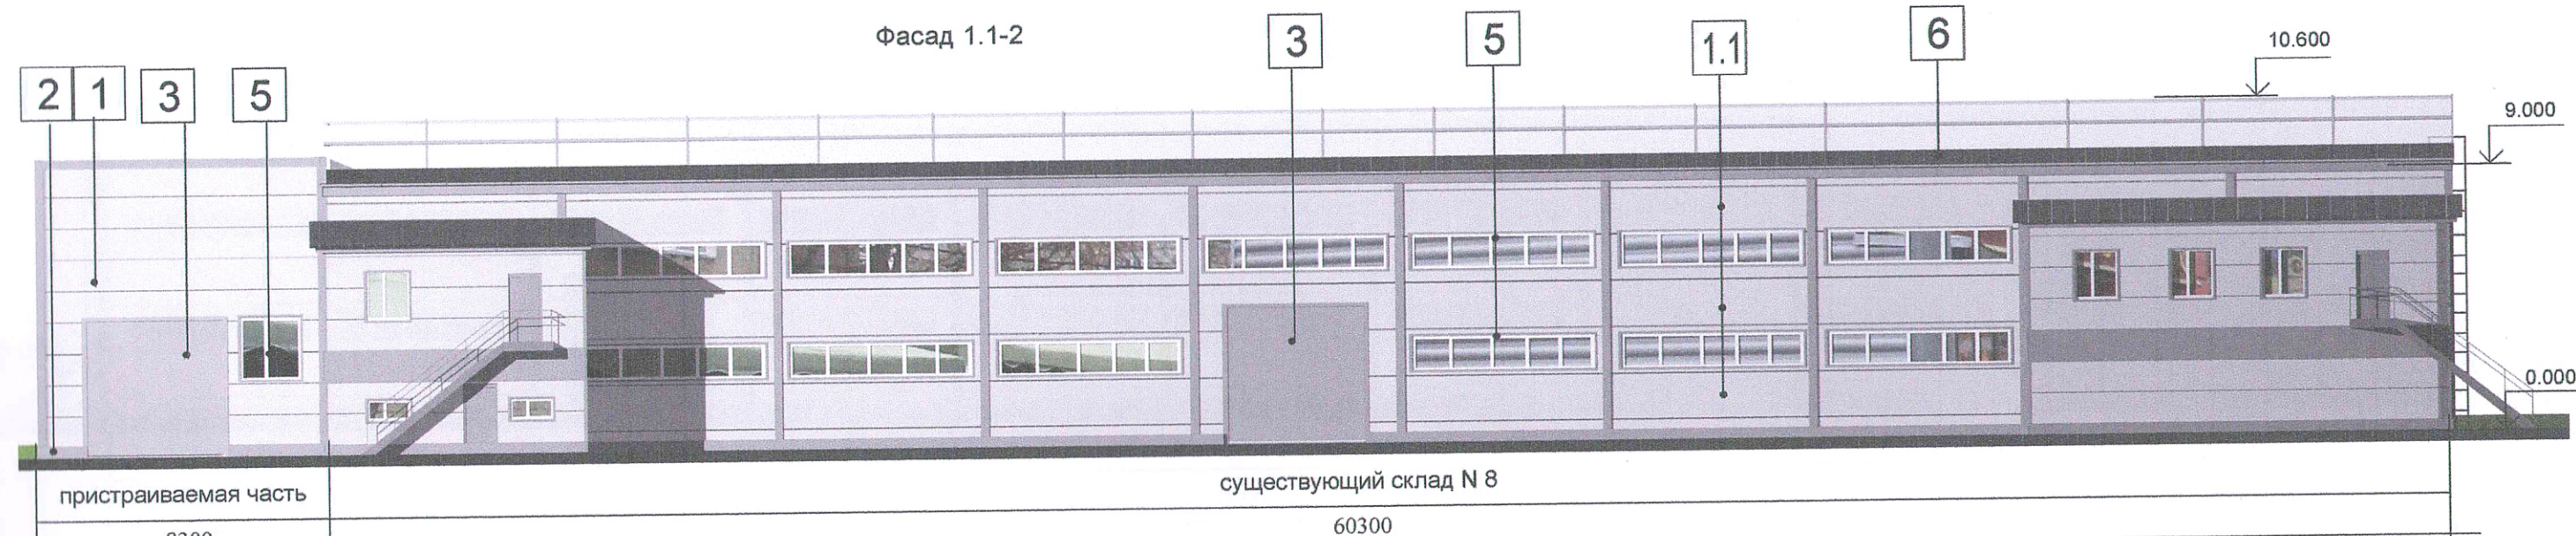 Фасад 1.1-2
2 1 3 5 3 5 1.1 6
10.600
9.000
0.000
пристраиваемая часть
существующий склад N 8
60300